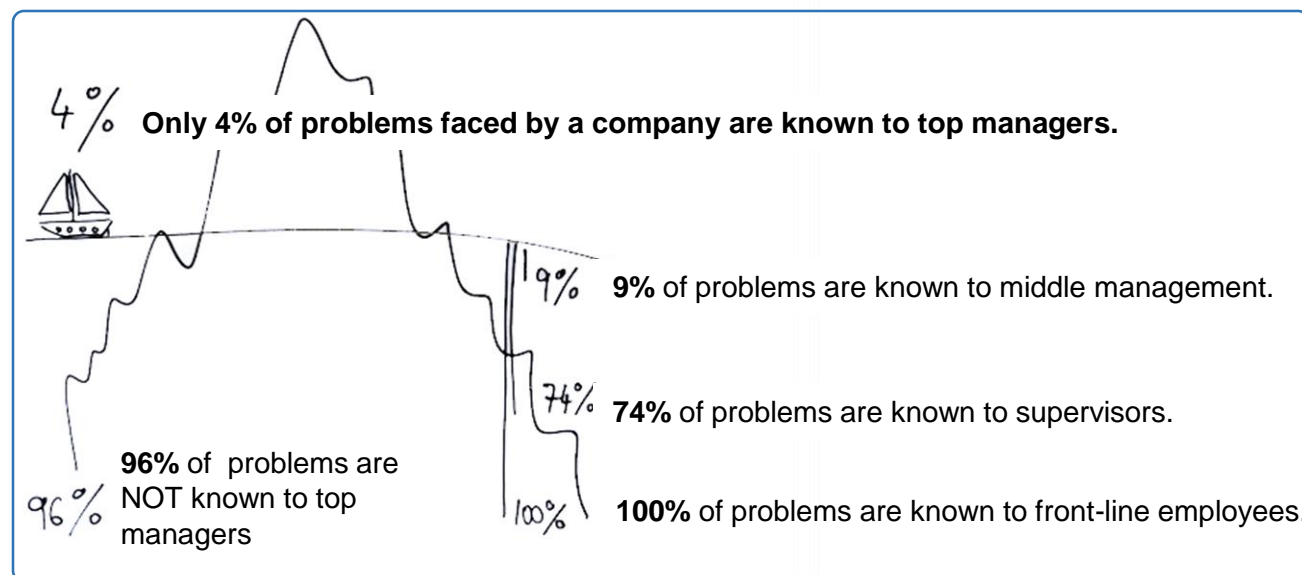 4%
Only 4% of problems faced by a company are known to top managers.
9%
9% of problems are known to middle management.
74%
74% of problems are known to supervisors.
96%
96% of problems are
NOT known to top
managers
100%
100% of problems are known to front-line employees.